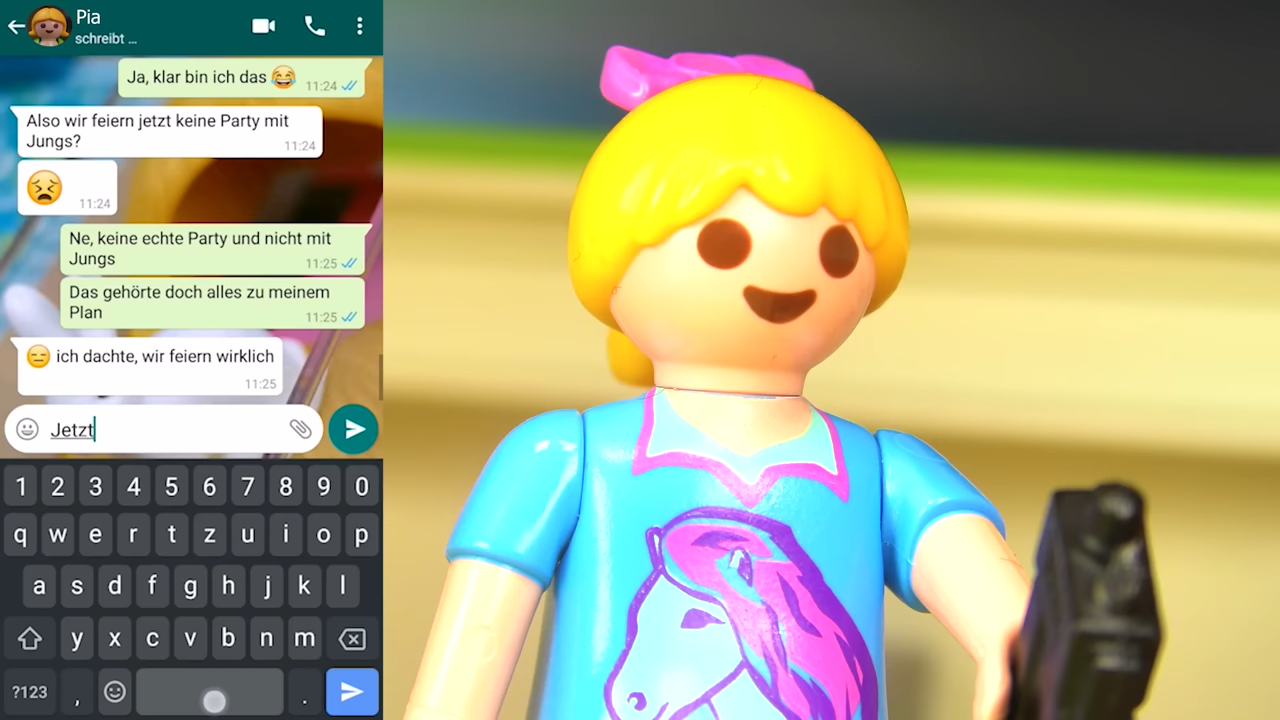 Pia
schreibt ...
Ja, klar bin ich das 😂
11:24
Also wir feiern jetzt keine Party mit
Jungs?
11:24
😣
11:24
Ne, keine echte Party und nicht mit
Jungs
11:25
Das gehörte doch alles zu meinem
Plan
11:25
😑 ich dachte, wir feiern wirklich
11:25
Jetzt
1 2 3 4 5 6 7 8 9 0
q w e r t z u i o p
a s d f g h j k l
y x c v b n m
?123 , .